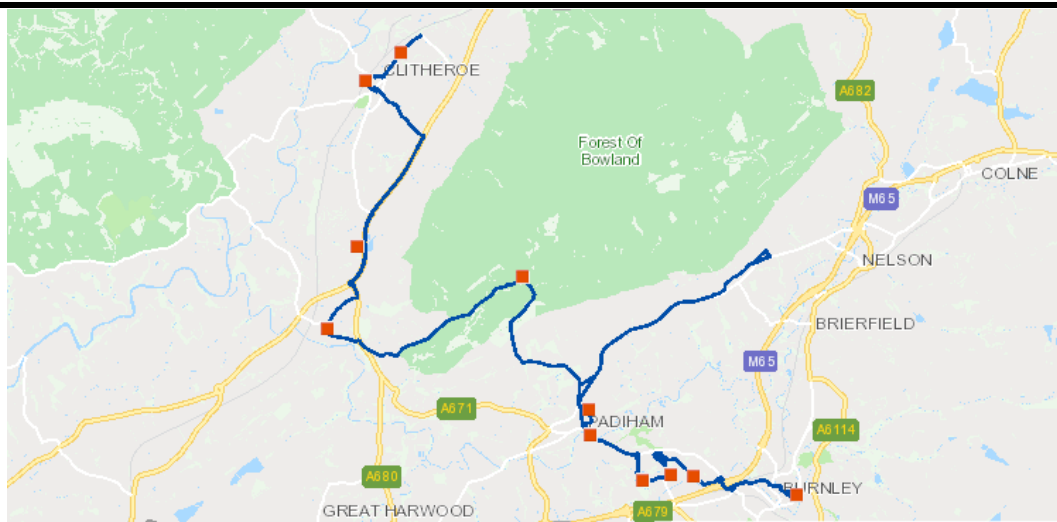 CLITHEROE
A682
Forest Of
Bowland
COLNE
M65
NELSON
BRIERFIELD
M65
A671
PADIHAM
A6114
A680
BURNLEY
GREAT HARWOOD
A679